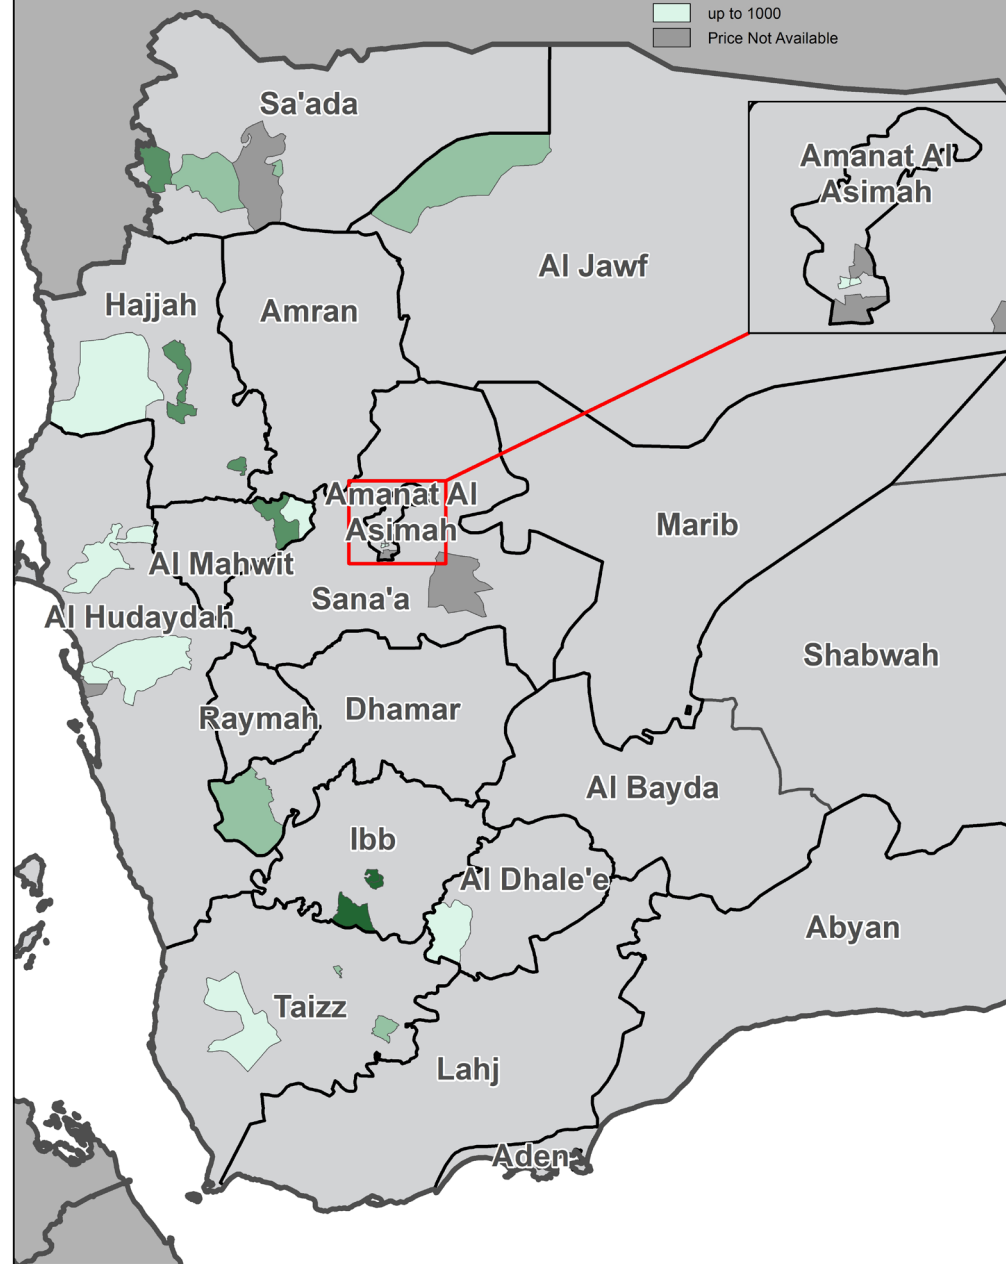 up to 1000
Price Not Available
Sa'ada
Amanat Al
Asimah
Al Jawf
Hajjah
Amran
Amanat Al
Asimah
Marib
Al Mahwit
Sana'a
Al Hudaydah
Shabwah
Raymah
Dhamar
Al Bayda
Ibb
Al Dhale'e
Abyan
Taizz
Lahj
Aden